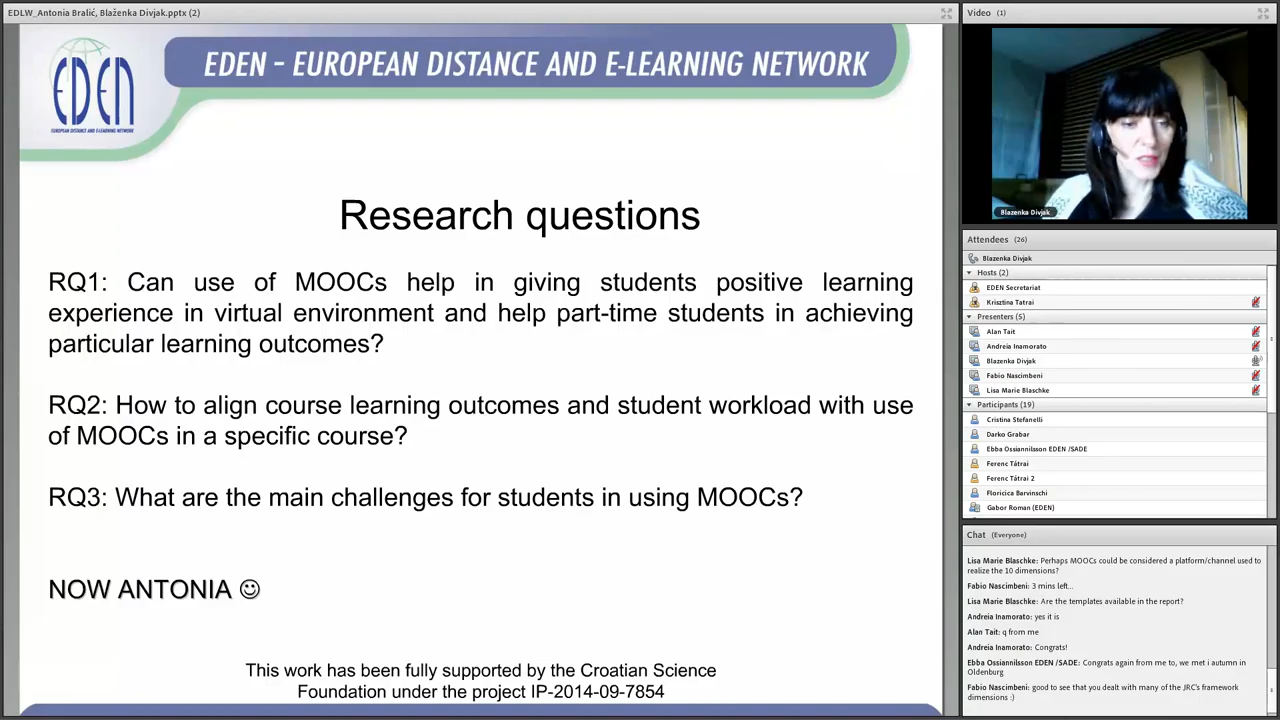 EDLW_Antonia Bralić, Blaženka Divjak.pptx (2)
EDEN
EUROPEAN DISTANCE AND E-LEARNING NETWORK
EDEN – EUROPEAN DISTANCE AND E-LEARNING NETWORK
Research questions
RQ1: Can use of MOOCs help in giving students positive learning
experience in virtual environment and help part-time students in achieving
particular learning outcomes?
RQ2: How to align course learning outcomes and student workload with use
of MOOCs in a specific course?
RQ3: What are the main challenges for students in using MOOCs?
NOW ANTONIA ☺
This work has been fully supported by the Croatian Science
Foundation under the project IP-2014-09-7854
Video (1)
Blazenka Divjak
Attendees (26)
Blazenka Divjak
Hosts (2)
EDEN Secretariat
Krisztina Tatrai
Presenters (5)
Alan Tait
Andreia Inamorato
Blazenka Divjak
Fabio Nascimbeni
Lisa Marie Blaschke
Participants (19)
Cristina Stefanelli
Darko Grabar
Ebba Ossiannilsson EDEN /SADE
Ferenc Tátrai
Ferenc Tátrai 2
Floricica Barvinschi
Gabor Roman (EDEN)
Chat (Everyone)
Lisa Marie Blaschke: Perhaps MOOCs could be considered a platform/channel used to
realize the 10 dimensions?
Fabio Nascimbeni: 3 mins left...
Lisa Marie Blaschke: Are the templates available in the report?
Andreia Inamorato: yes it is
Alan Tait: q from me
Andreia Inamorato: Congrats!
Ebba Ossiannilsson EDEN /SADE: Congrats again from me to, we met i autumn in
Oldenburg
Fabio Nascimbeni: good to see that you dealt with many of the JRC's framework
dimensions :)